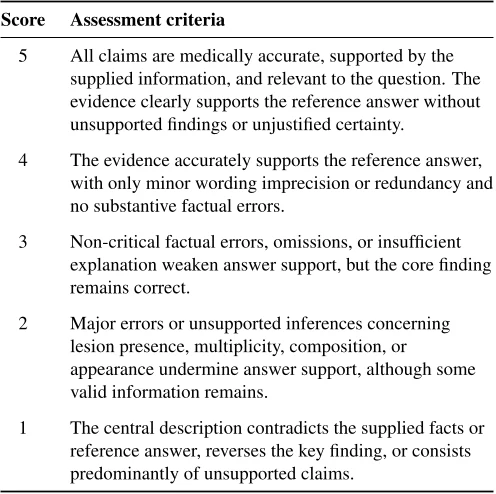 Score Assessment criteria
5 All claims are medically accurate, supported by the
supplied information, and relevant to the question. The
evidence clearly supports the reference answer without
unsupported findings or unjustified certainty.
4 The evidence accurately supports the reference answer,
with only minor wording imprecision or redundancy and
no substantive factual errors.
3 Non-critical factual errors, omissions, or insufficient
explanation weaken answer support, but the core finding
remains correct.
2 Major errors or unsupported inferences concerning
lesion presence, multiplicity, composition, or
appearance undermine answer support, although some
valid information remains.
1 The central description contradicts the supplied facts or
reference answer, reverses the key finding, or consists
predominantly of unsupported claims.